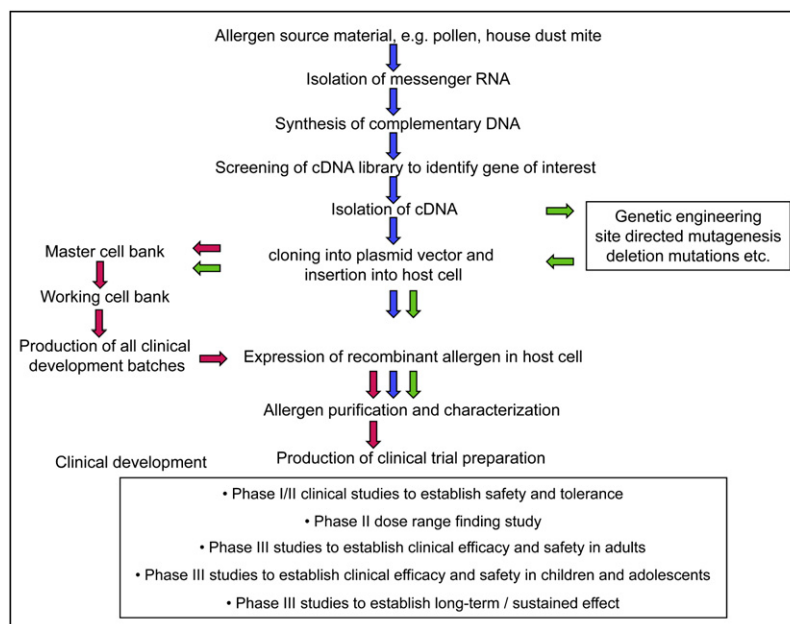 Allergen source material, e.g. pollen, house dust mite
Isolation of messenger RNA
Synthesis of complementary DNA
Screening of cDNA library to identify gene of interest
Isolation of cDNA
Genetic engineering
site directed mutagenesis
deletion mutations etc.
cloning into plasmid vector and
insertion into host cell
Master cell bank
Working cell bank
Production of all clinical
development batches
Expression of recombinant allergen in host cell
Allergen purification and characterization
Production of clinical trial preparation
Clinical development
• Phase I/II clinical studies to establish safety and tolerance
• Phase II dose range finding study
• Phase III studies to establish clinical efficacy and safety in adults
• Phase III studies to establish clinical efficacy and safety in children and adolescents
• Phase III studies to establish long-term / sustained effect